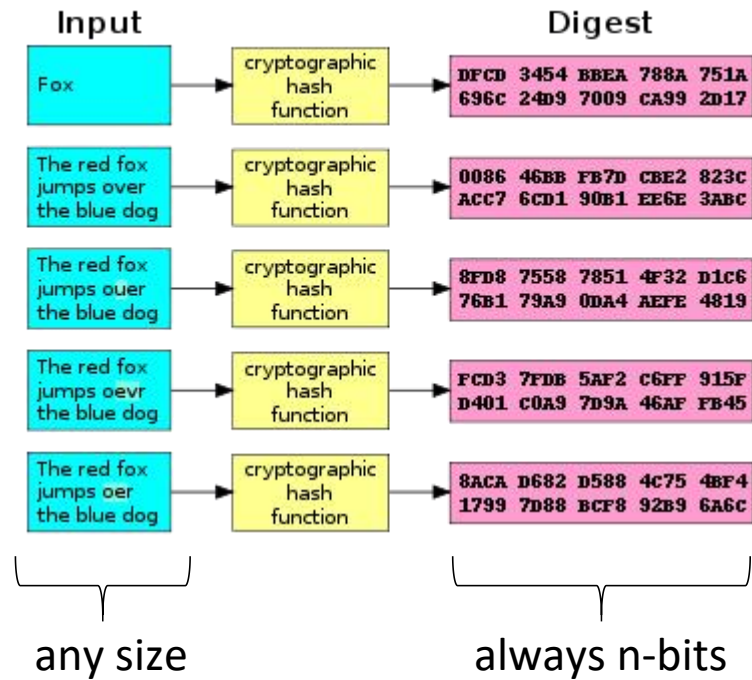 Input
Digest
Fox
cryptographic
hash
function
DFCD 3454 BBEA 788A 751A
696C 24D9 7009 CA99 2D17
The red fox
jumps over
the blue dog
cryptographic
hash
function
0086 46BB FB7D CBE2 823C
ACC7 6CD1 90B1 EE6E 3ABC
The red fox
jumps ouer
the blue dog
cryptographic
hash
function
8FD8 7558 7851 4F32 D1C6
76B1 79A9 0DA4 AEFE 4819
The red fox
jumps oevr
the blue dog
cryptographic
hash
function
FCD3 7FDB 5AF2 C6FF 915F
D401 C0A9 7D9A 46AF FB45
The red fox
jumps oer
the blue dog
cryptographic
hash
function
8ACA D682 D588 4C75 4BF4
1799 7D88 BCF8 92B9 6A6C
any size
always n-bits